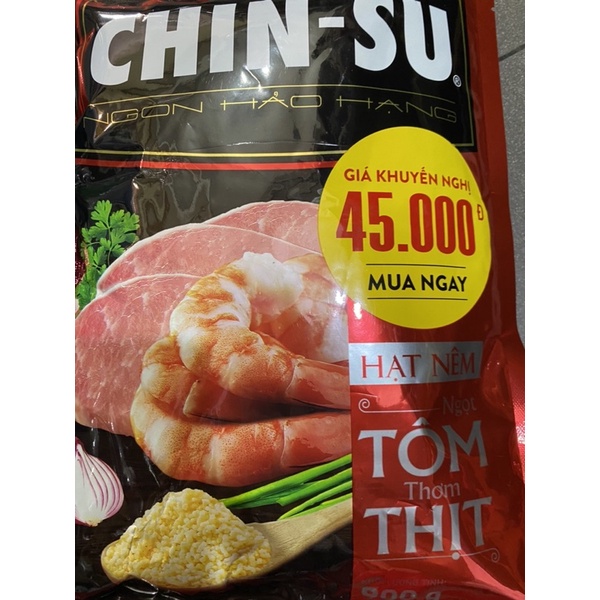 CHIN-SU
®
NGON HẢO HẠNG
GIÁ KHUYẾN NGHỊ
45.000 Đ
MUA NGAY
HẠT NÊM
Ngọt
TÔM
Thơm
THỊT